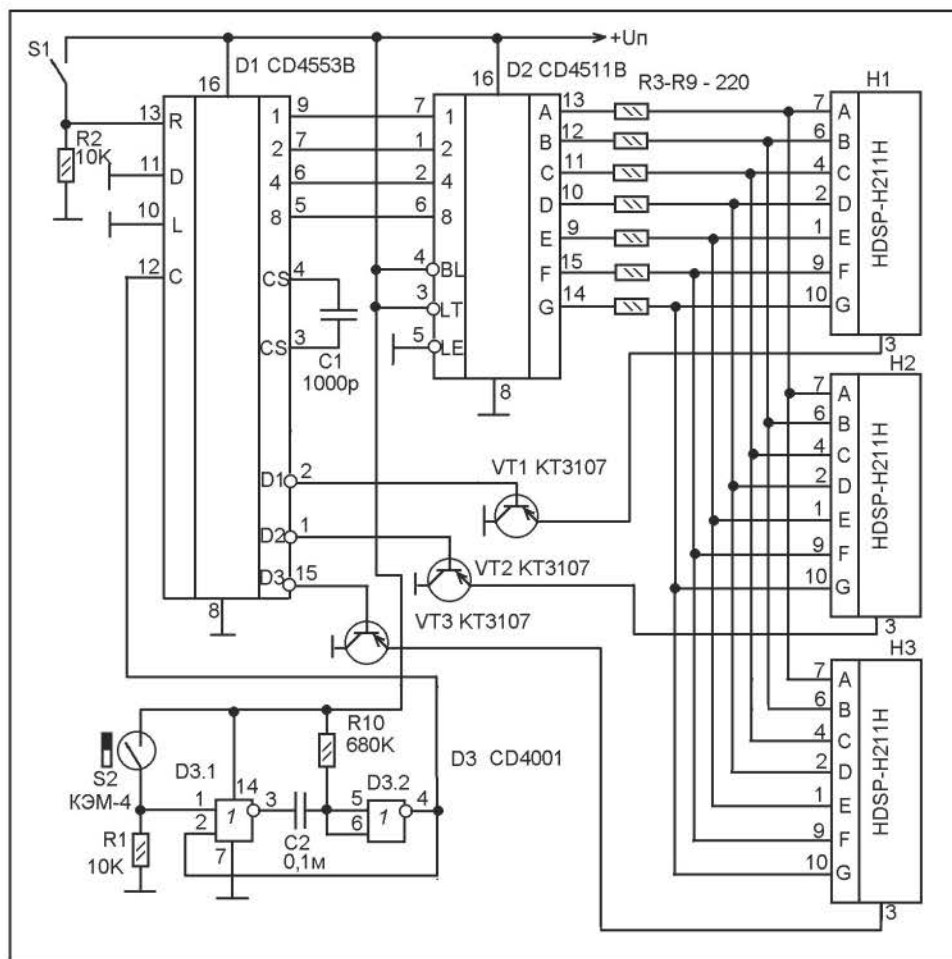 +Uп
S1
D1 CD4553B
D2 CD4511B
H1
R3-R9 - 220
16
16
13 R
R2
10K
11 D
10 L
12 C
1 9
2 7
4 6
8 5
CS 4
CS 3
C1
1000p
7 1
1 2
2 4
6 8
4 BL
3 LT
5 LE
A 13
B 12
C 11
D 10
E 9
F 15
G 14
8
7 A
6 B
4 C
2 D
1 E
9 F
10 G
HDSP-H211H
3
H2
7 A
6 B
4 C
2 D
1 E
9 F
10 G
HDSP-H211H
3
D1 2
D2 1
D3 15
8
VT1 KT3107
VT2 KT3107
VT3 KT3107
H3
7 A
6 B
4 C
2 D
1 E
9 F
10 G
HDSP-H211H
3
R10
680K
D3 CD4001
S2
КЭМ-4
D3.1
14
1
2
1
3
7
R1
10K
C2
0,1м
D3.2
5
6
1
4